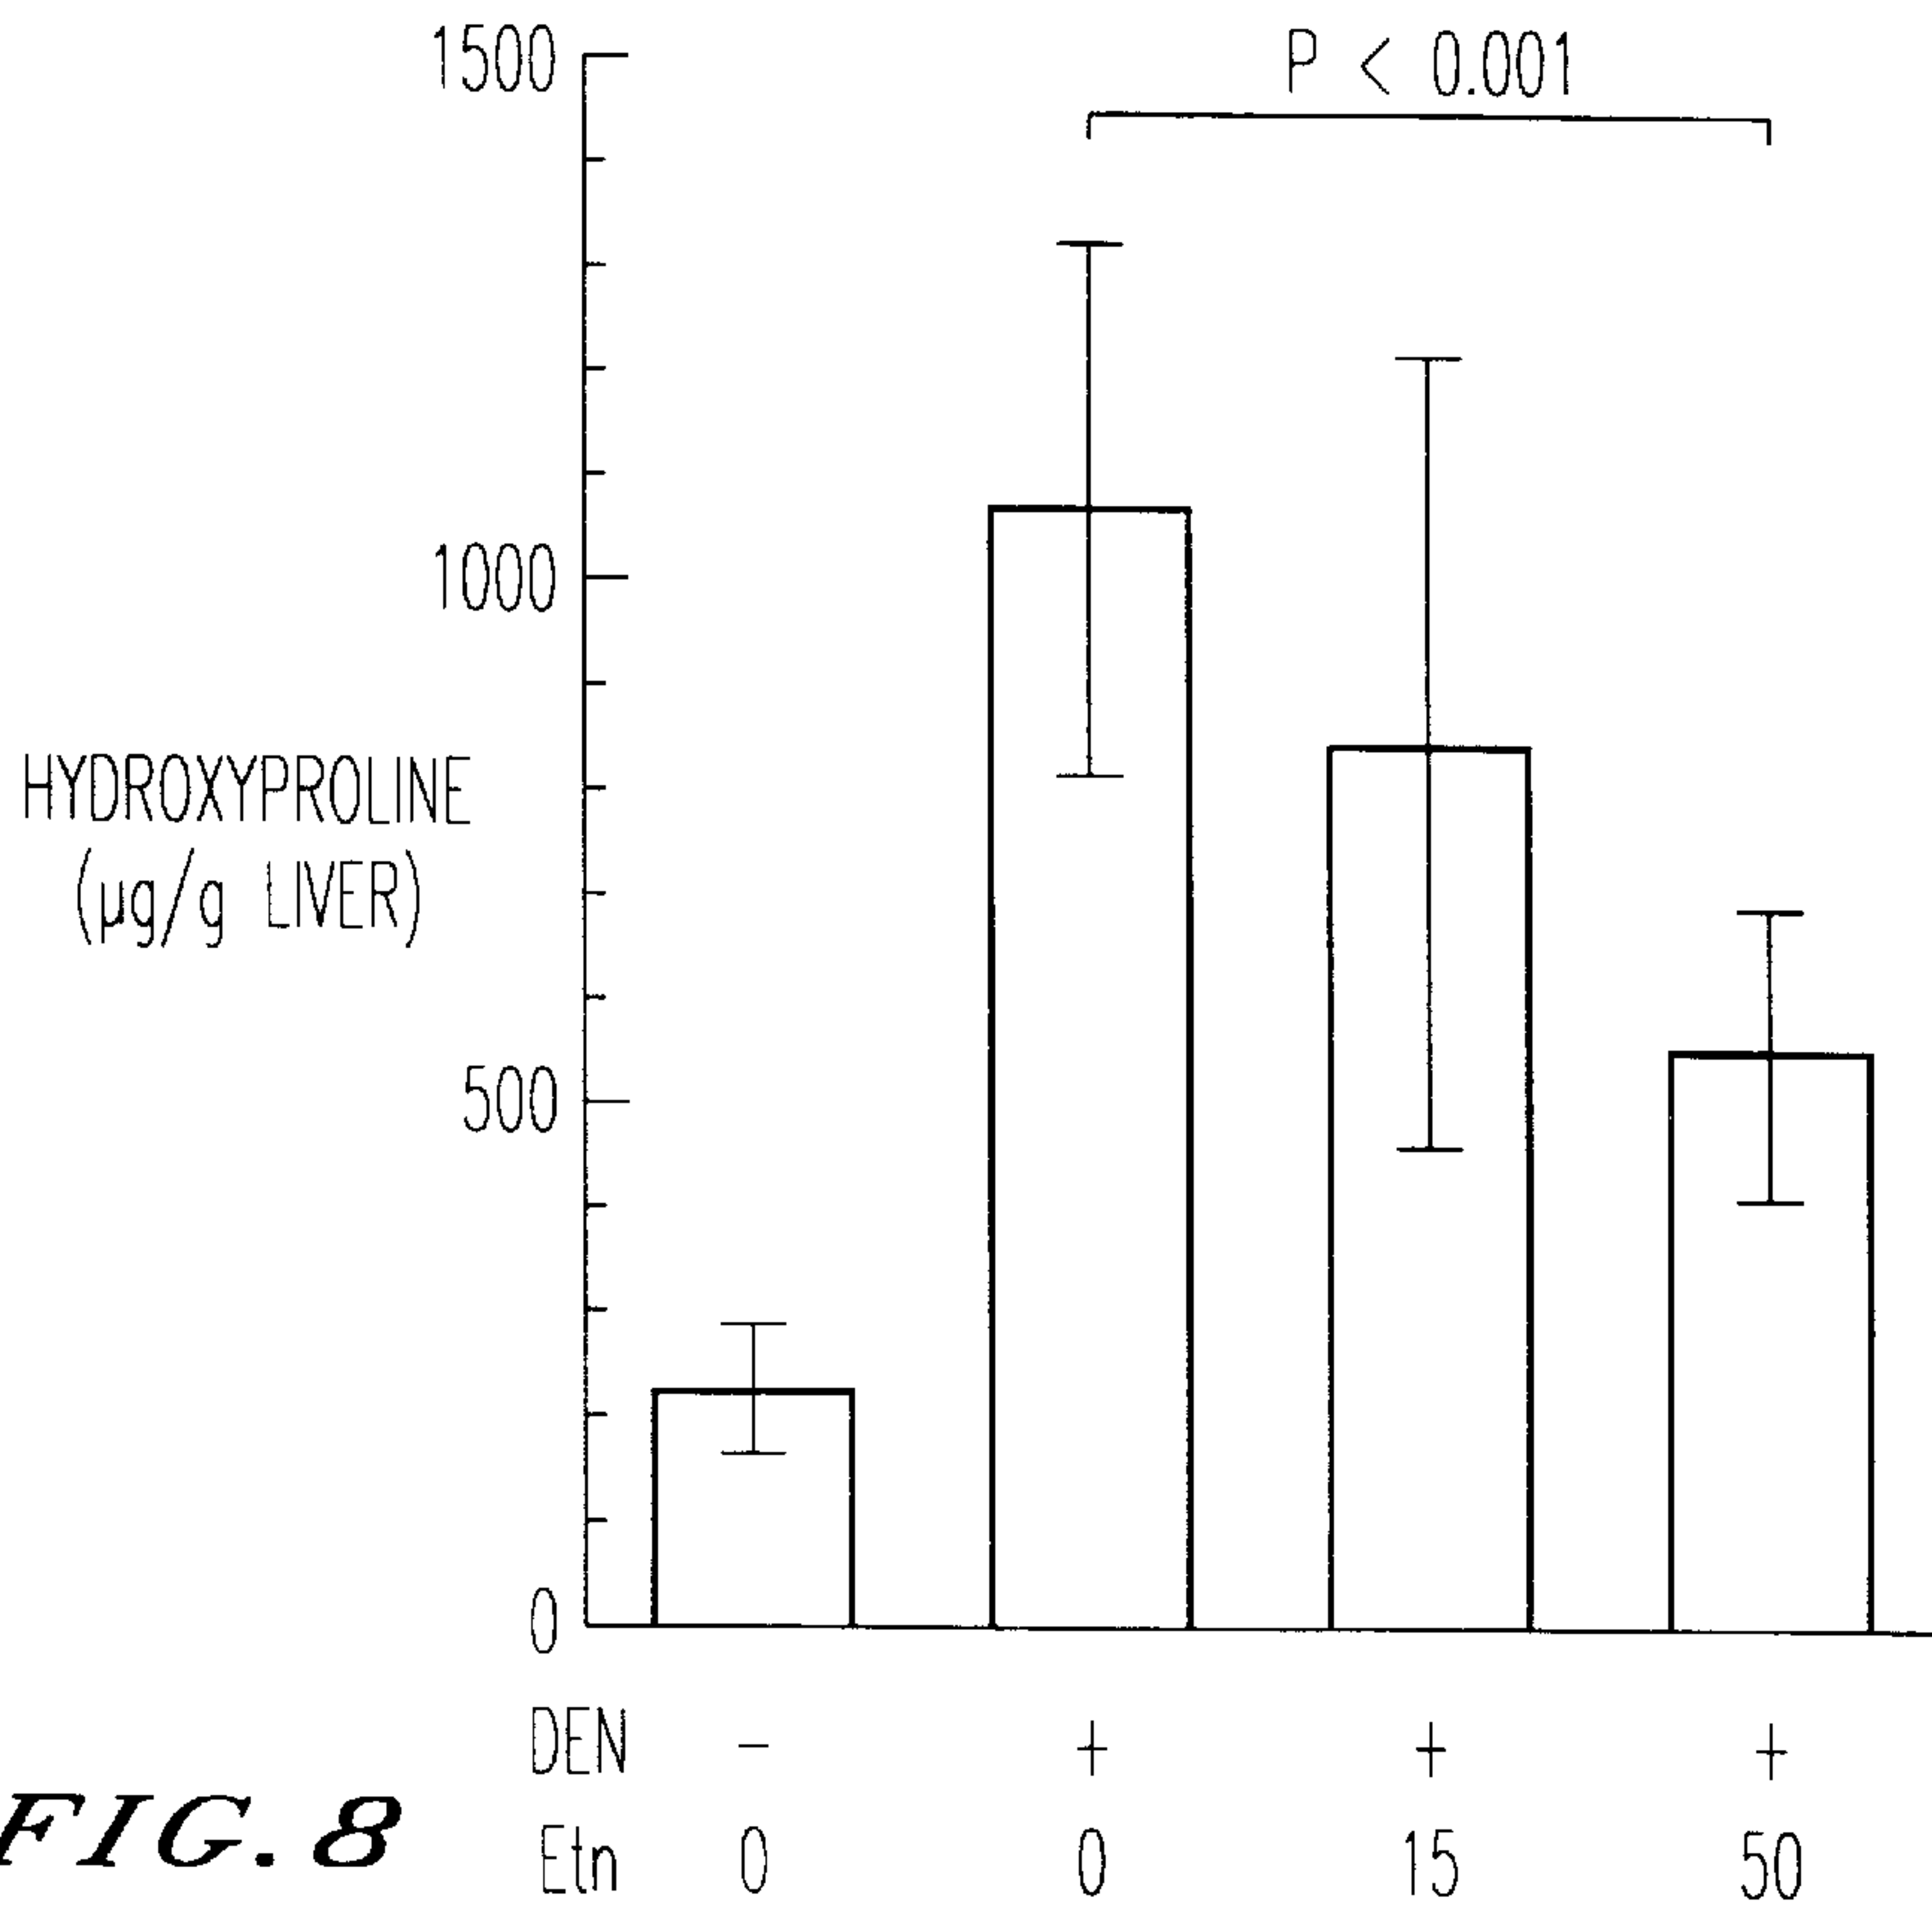 1500
P < 0.001
1000
HYDROXYPROLINE
(µg/g LIVER)
500
0
DEN - + + +
Etn 0 0 15 50
FIG. 8